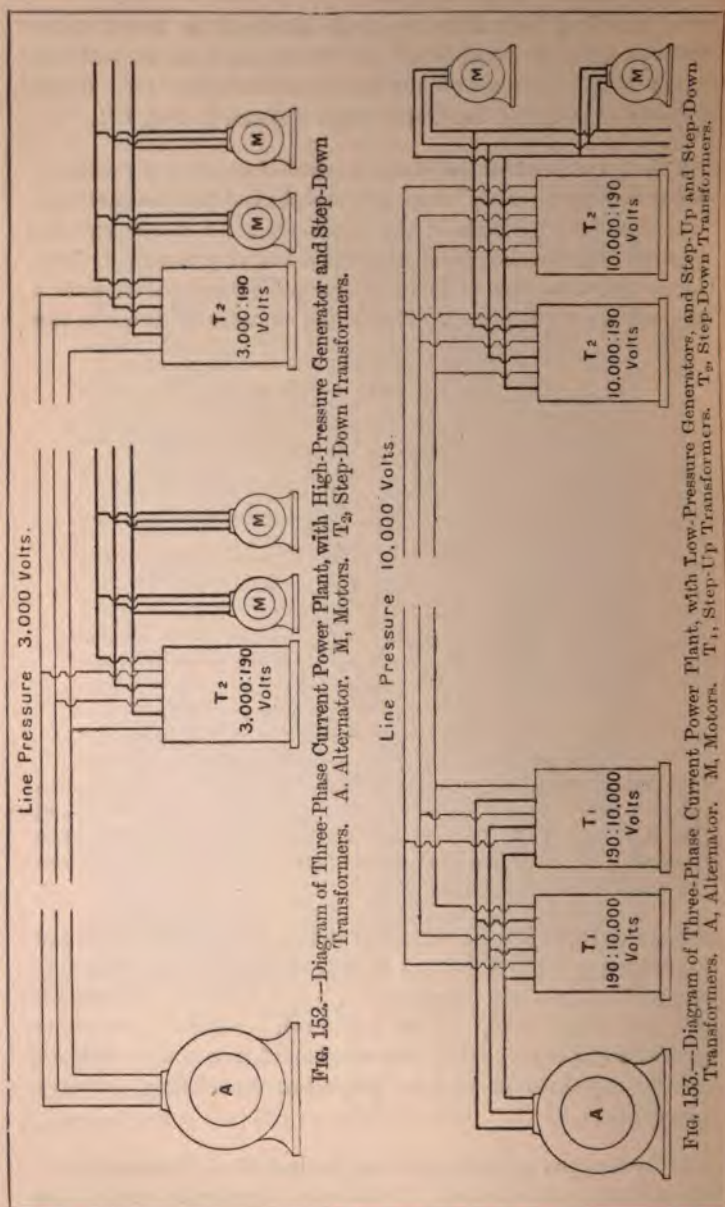 Line Pressure 3,000 Volts.
A
T2
3,000:190
Volts
M
M
T2
3,000:190
Volts
M
M
FIG. 152.—Diagram of Three-Phase Current Power Plant, with High-Pressure Generator and Step-Down
Transformers. A, Alternator. M, Motors. T2, Step-Down Transformers.
Line Pressure 10,000 Volts.
A
T1
190:10,000
Volts
T1
190:10,000
Volts
T2
10,000:190
Volts
T2
10,000:190
Volts
M
M
FIG. 153.—Diagram of Three-Phase Current Power Plant, with Low-Pressure Generators, and Step-Up and Step-Down
Transformers. A, Alternator. M, Motors. T1, Step-Up Transformers. T2, Step-Down Transformers.